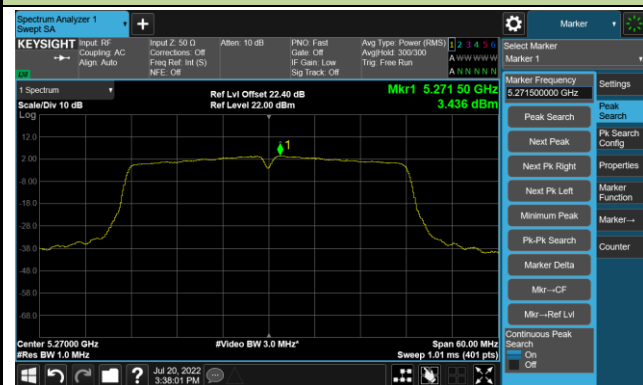 Spectrum Analyzer 1
Swept SA
+
Marker
KEYSIGHT
Input: RF
Coupling: AC
Align: Auto
Input Z: 50 Ω
Corrections: Off
Freq Ref: Int (S)
NFE: Off
Atten: 10 dB
PNO: Fast
Gate: Off
IF Gain: Low
Sig Track: Off
Avg Type: Power (RMS)
Avg|Hold: 300/300
Trig: Free Run
1 2 3 4 5 6
A W W W W W
A N N N N N
Select Marker
Marker 1
1 Spectrum
Scale/Div 10 dB
Log
Ref Lvl Offset 22.40 dB
Ref Level 22.00 dBm
Mkr1 5.271 50 GHz
3.436 dBm
12.0
2.00
-8.00
-18.0
-28.0
-38.0
-48.0
-58.0
-68.0
1
Center 5.27000 GHz
#Res BW 1.0 MHz
#Video BW 3.0 MHz*
Span 60.00 MHz
Sweep 1.01 ms (401 pts)
Marker Frequency
5.271500000 GHz
Peak Search
Next Peak
Next Pk Right
Next Pk Left
Minimum Peak
Pk-Pk Search
Marker Delta
Mkr→CF
Mkr→Ref Lvl
Continuous Peak
Search
On
Off
Settings
Peak
Search
Pk Search
Config
Properties
Marker
Function
Marker→
Counter
?
Jul 20, 2022
3:38:01 PM